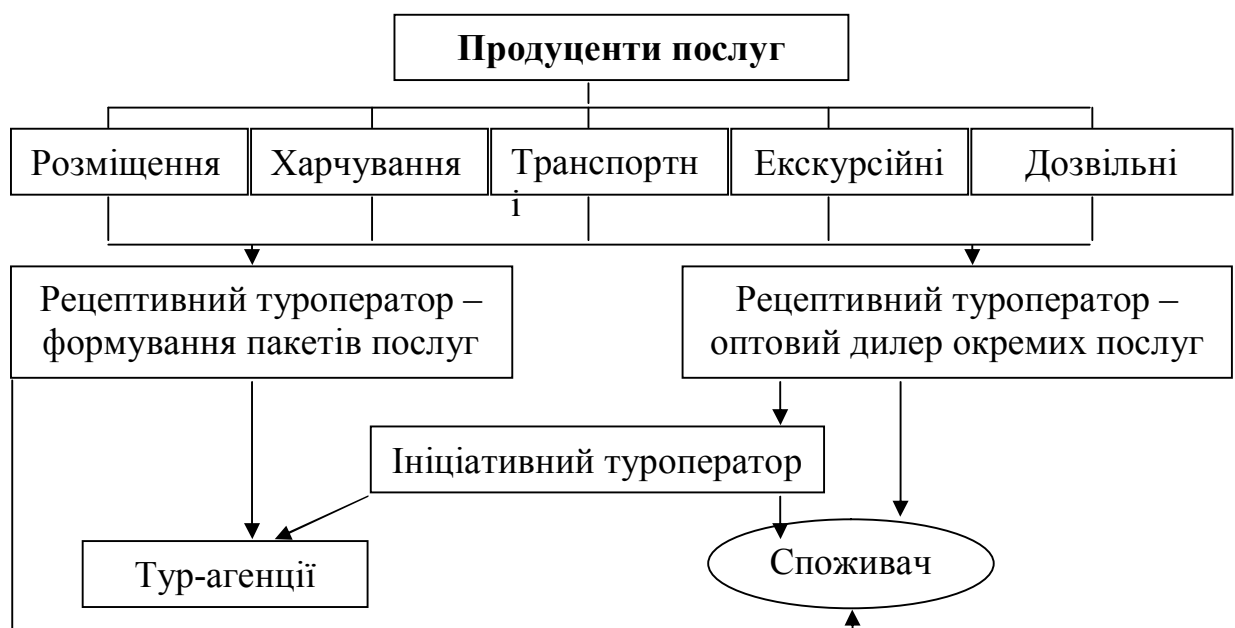 Продуценти послуг
Розміщення
Харчування
Транспортн
і
Екскурсійні
Дозвільні
Рецептивний туроператор –
формування пакетів послуг
Рецептивний туроператор –
оптовий дилер окремих послуг
Ініціативний туроператор
Тур-агенції
Споживач